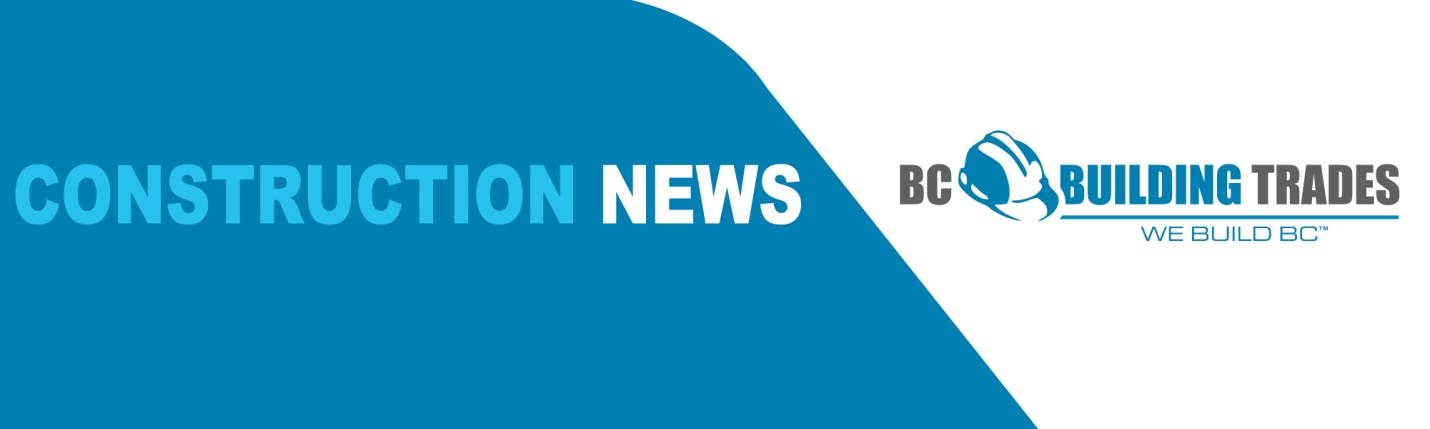 CONSTRUCTION NEWS
BC BUILDING TRADES
WE BUILD BC™